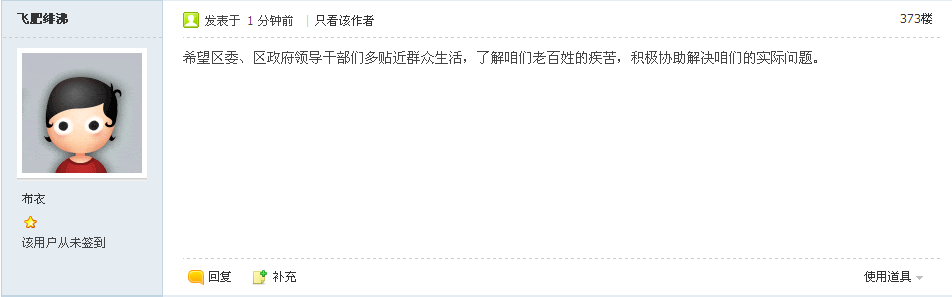 飞肥绯沸
发表于 1 分钟前 | 只看该作者
373楼
希望区委、区政府领导干部们多贴近群众生活，了解咱们老百姓的疾苦，积极协助解决咱们的实际问题。
布衣
该用户从未签到
回复 补充
使用道具